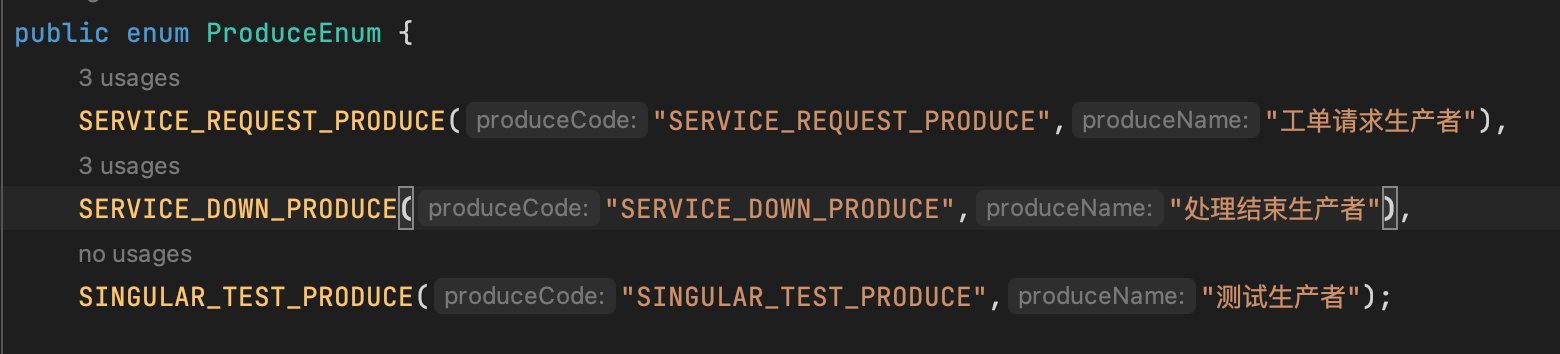 public enum ProduceEnum {
3 usages
SERVICE_REQUEST_PRODUCE( produceCode: "SERVICE_REQUEST_PRODUCE", produceName: "工单请求生产者"),
3 usages
SERVICE_DOWN_PRODUCE( produceCode: "SERVICE_DOWN_PRODUCE", produceName: "处理结束生产者"),
no usages
SINGULAR_TEST_PRODUCE( produceCode: "SINGULAR_TEST_PRODUCE", produceName: "测试生产者");